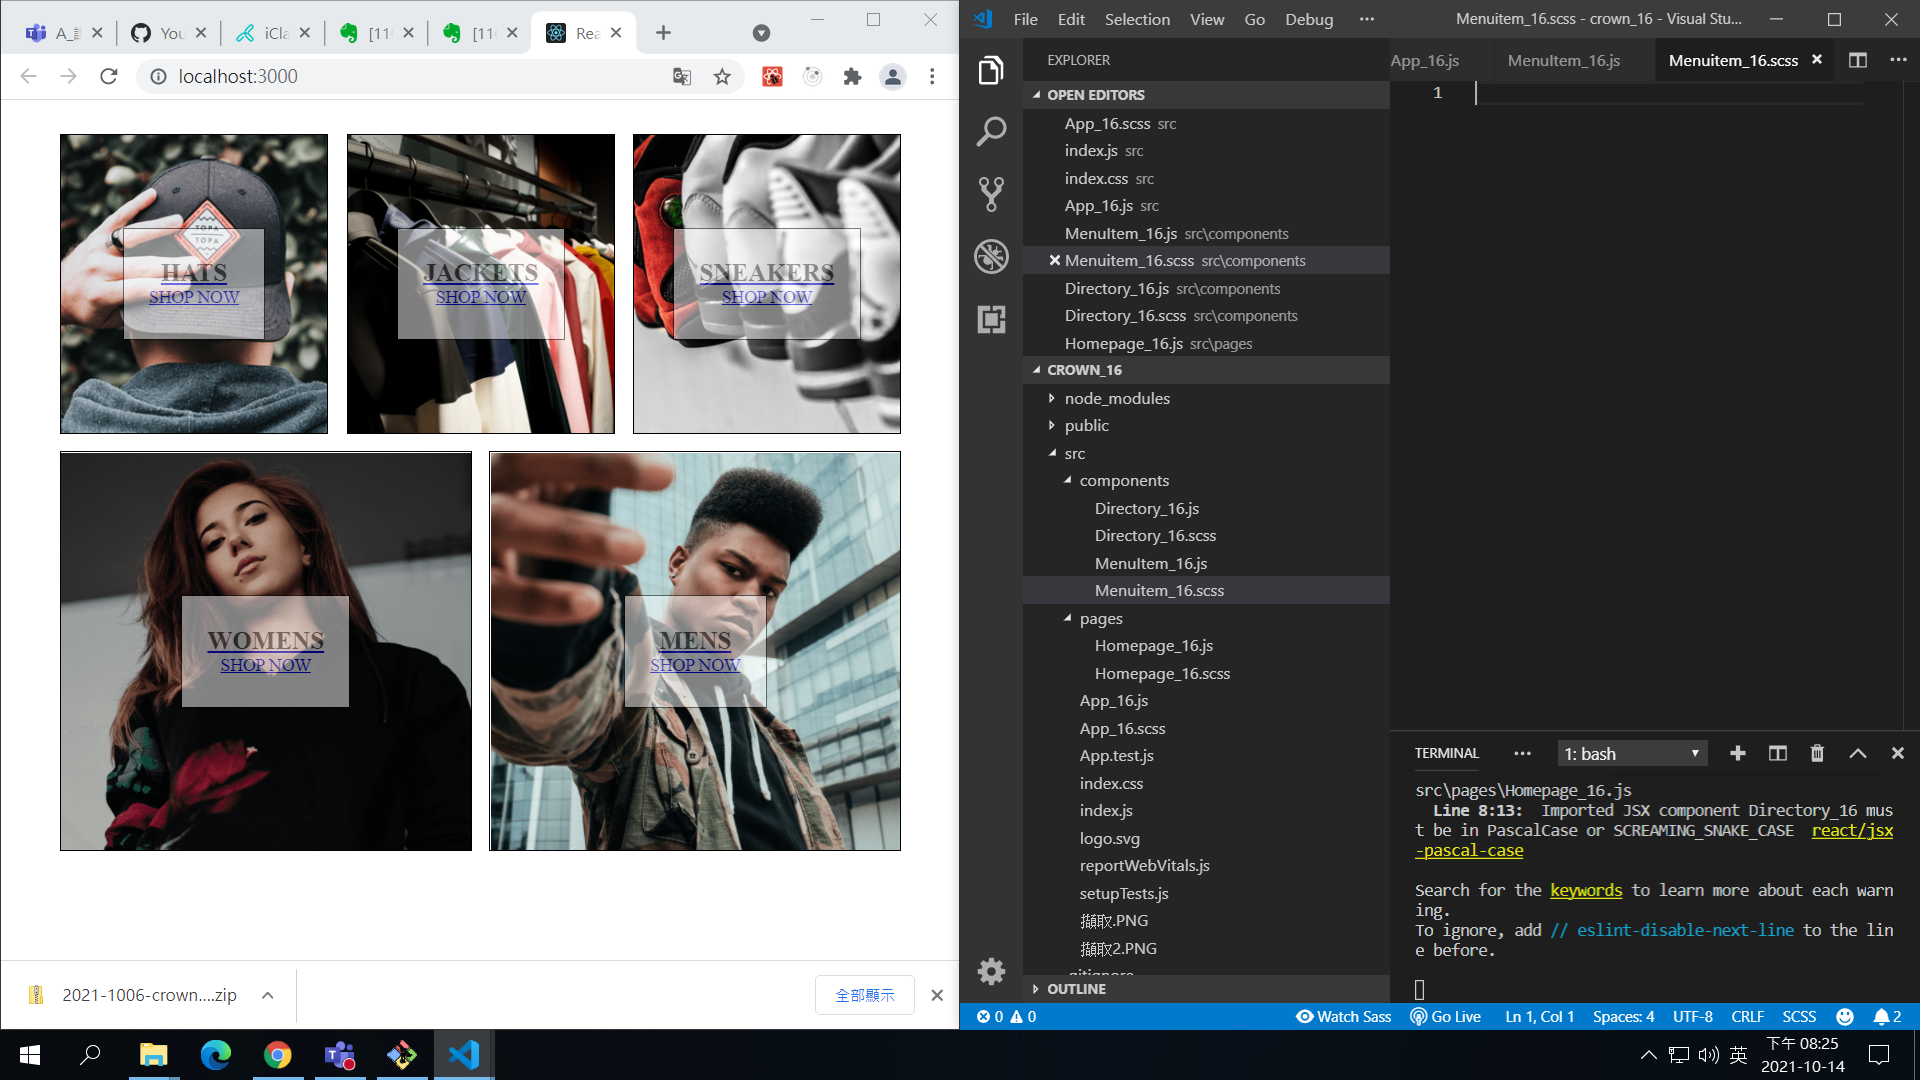 A_
You
iCla
[110
[110
Rea
localhost:3000
TOPA
TOPA
HATS
SHOP NOW
JACKETS
SHOP NOW
SNEAKERS
SHOP NOW
WOMENS
SHOP NOW
MENS
SHOP NOW
2021-1006-crown....zip
全部顯示
File Edit Selection View Go Debug ···
Menuitem_16.scss - crown_16 - Visual Stu...
EXPLORER
OPEN EDITORS
App_16.scss src
index.js src
index.css src
App_16.js src
MenuItem_16.js src\components
Menuitem_16.scss src\components
Directory_16.js src\components
Directory_16.scss src\components
Homepage_16.js src\pages
CROWN_16
node_modules
public
src
components
Directory_16.js
Directory_16.scss
MenuItem_16.js
Menuitem_16.scss
pages
Homepage_16.js
Homepage_16.scss
App_16.js
App_16.scss
App.test.js
index.css
index.js
logo.svg
reportWebVitals.js
setupTests.js
擷取.PNG
擷取2.PNG
.gitignore
OUTLINE
App_16.js MenuItem_16.js Menuitem_16.scss
1
TERMINAL ··· 1: bash
src\pages\Homepage_16.js
Line 8:13: Imported JSX component Directory_16 mus
t be in PascalCase or SCREAMING_SNAKE_CASE react/jsx
-pascal-case
Search for the keywords to learn more about each warn
ing.
To ignore, add // eslint-disable-next-line to the lin
e before.
0 0 Watch Sass Go Live Ln 1, Col 1 Spaces: 4 UTF-8 CRLF SCSS 2
英
下午 08:25
2021-10-14